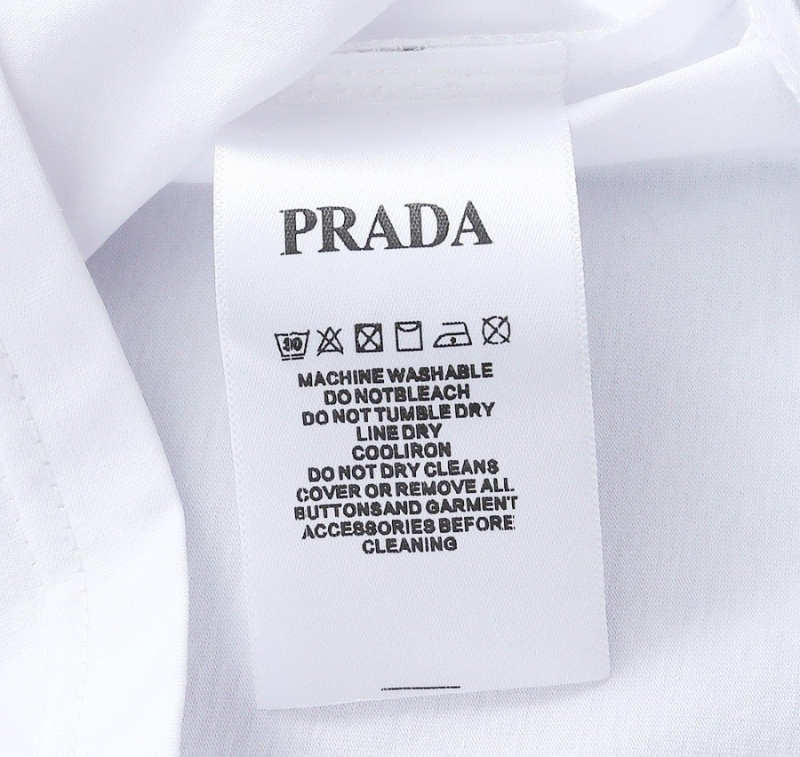 PRADA
30
MACHINE WASHABLE
DO NOTBLEACH
DO NOT TUMBLE DRY
LINE DRY
COOLIRON
DO NOT DRY CLEANS
COVER OR REMOVE ALL
BUTTONSAND GARMENT
ACCESSORIES BEFORE
CLEANING